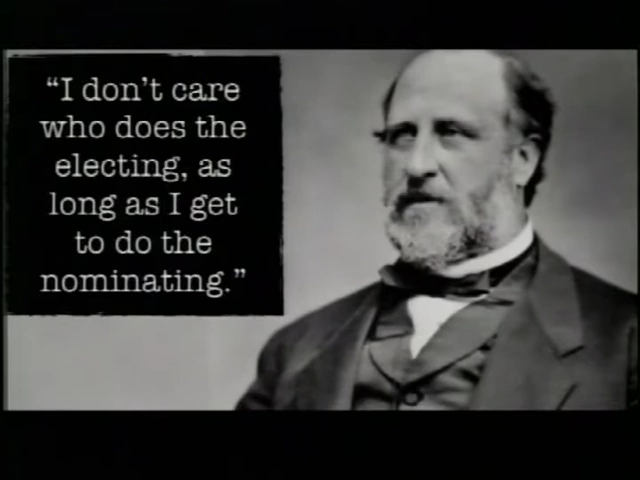 “I don’t care
who does the
electing, as
long as I get
to do the
nominating.”